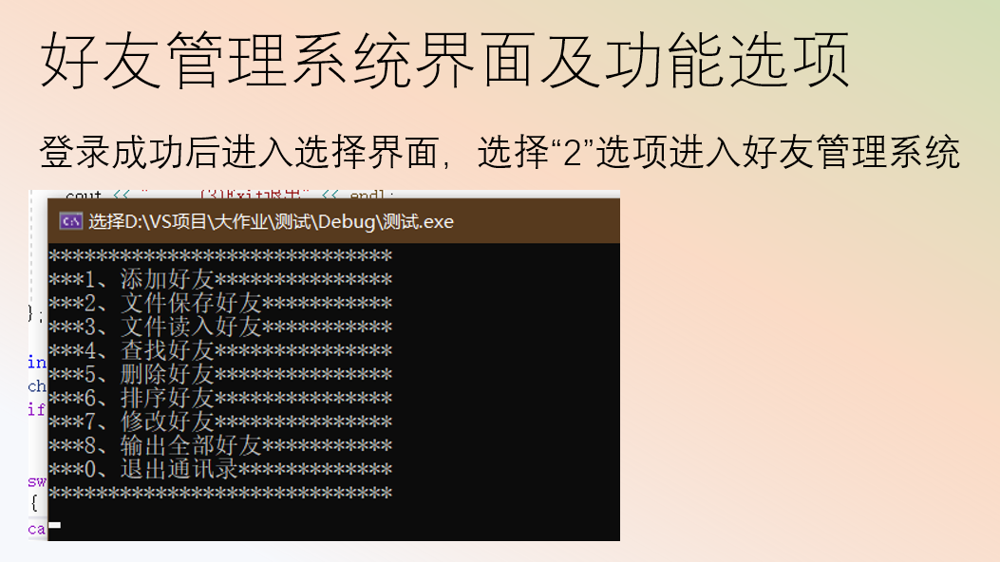 好友管理系统界面及功能选项
登录成功后进入选择界面，选择“2”选项进入好友管理系统
cout << " (3)Exit退出" << endl;
选择D:\VS项目\大作业\测试\Debug\测试.exe
*****************************
***1、添加好友***************
***2、文件保存好友***********
***3、文件读入好友***********
};
***4、查找好友***************
in
***5、删除好友***************
ch
***6、排序好友***************
if
***7、修改好友***************
***8、输出全部好友***********
***0、退出通讯录*************
sw
*****************************
{
ca